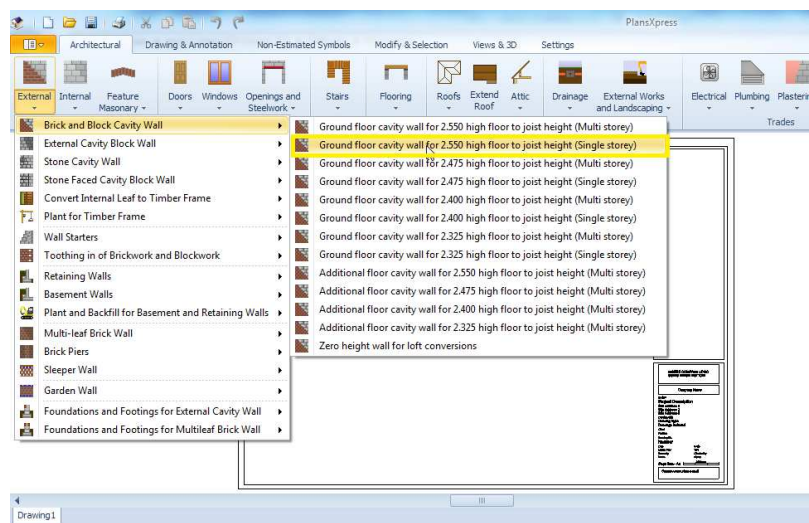 PlansXpress
Architectural Drawing & Annotation Non-Estimated Symbols Modify & Selection Views & 3D Settings
External Internal Feature Masonary Doors Windows Openings and Steelwork Stairs Flooring Roofs Extend Roof Attic Drainage External Works and Landscaping Electrical Plumbing Plasterin
Trades
Brick and Block Cavity Wall
External Cavity Block Wall
Stone Cavity Wall
Stone Faced Cavity Block Wall
Convert Internal Leaf to Timber Frame
Plant for Timber Frame
Wall Starters
Toothing in of Brickwork and Blockwork
Retaining Walls
Basement Walls
Plant and Backfill for Basement and Retaining Walls
Multi-leaf Brick Wall
Brick Piers
Sleeper Wall
Garden Wall
Foundations and Footings for External Cavity Wall
Foundations and Footings for Multileaf Brick Wall
Ground floor cavity wall for 2.550 high floor to joist height (Multi storey)
Ground floor cavity wall for 2.550 high floor to joist height (Single storey)
Ground floor cavity wall for 2.475 high floor to joist height (Multi storey)
Ground floor cavity wall for 2.475 high floor to joist height (Single storey)
Ground floor cavity wall for 2.400 high floor to joist height (Multi storey)
Ground floor cavity wall for 2.400 high floor to joist height (Single storey)
Ground floor cavity wall for 2.325 high floor to joist height (Multi storey)
Ground floor cavity wall for 2.325 high floor to joist height (Single storey)
Additional floor cavity wall for 2.550 high floor to joist height (Multi storey)
Additional floor cavity wall for 2.475 high floor to joist height (Multi storey)
Additional floor cavity wall for 2.400 high floor to joist height (Multi storey)
Additional floor cavity wall for 2.325 high floor to joist height (Multi storey)
Zero height wall for loft conversions
Company Name
Drawing1